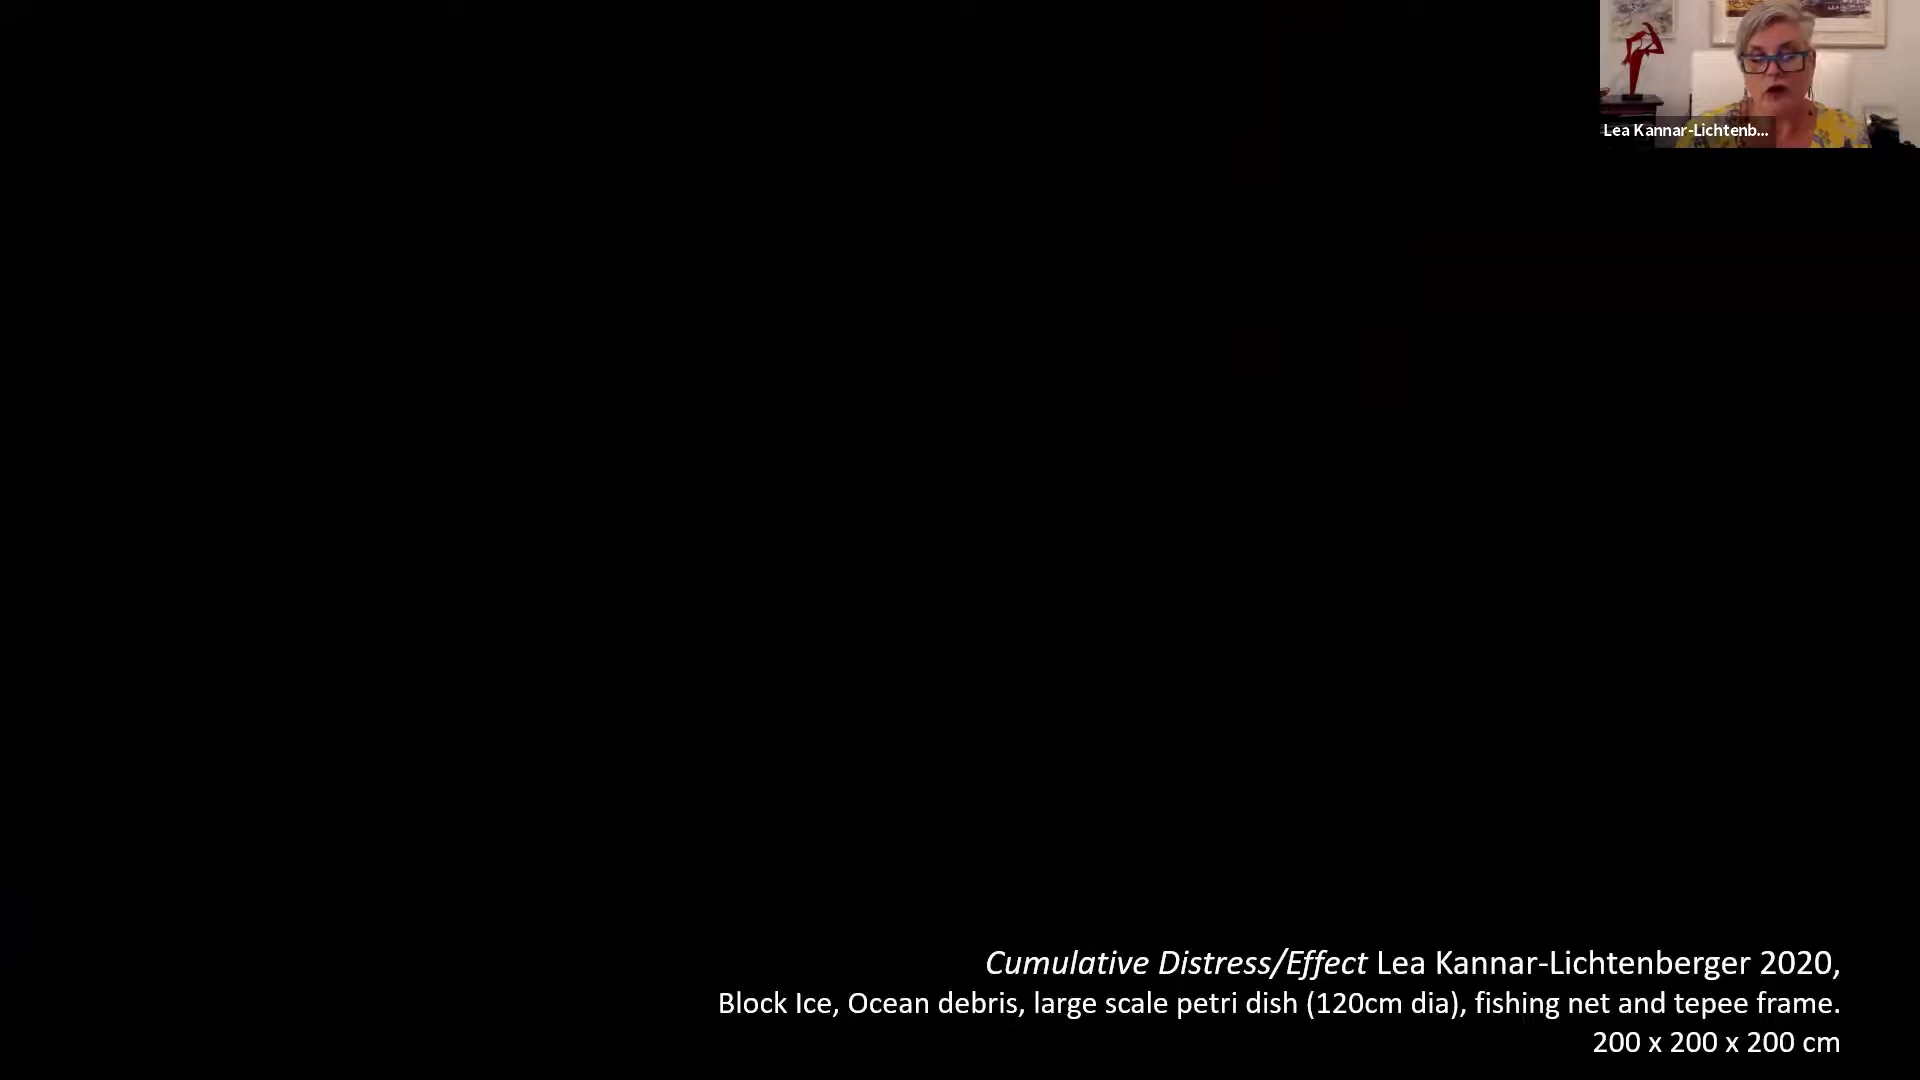 Lea Kannar-Lichtenb...
Cumulative Distress/Effect Lea Kannar-Lichtenberger 2020,
Block Ice, Ocean debris, large scale petri dish (120cm dia), fishing net and tepee frame.
200 x 200 x 200 cm